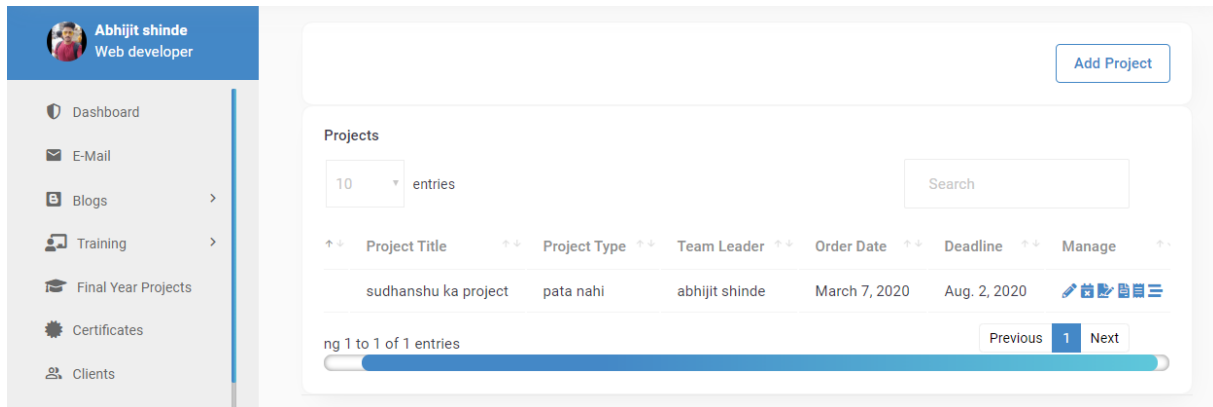 Abhijit shinde
Web developer
Dashboard
E-Mail
Blogs
Training
Final Year Projects
Certificates
Clients
Add Project
Projects
10 entries
Search
Project Title Project Type Team Leader Order Date Deadline Manage
sudhanshu ka project pata nahi abhijit shinde March 7, 2020 Aug. 2, 2020
ng 1 to 1 of 1 entries
Previous 1 Next